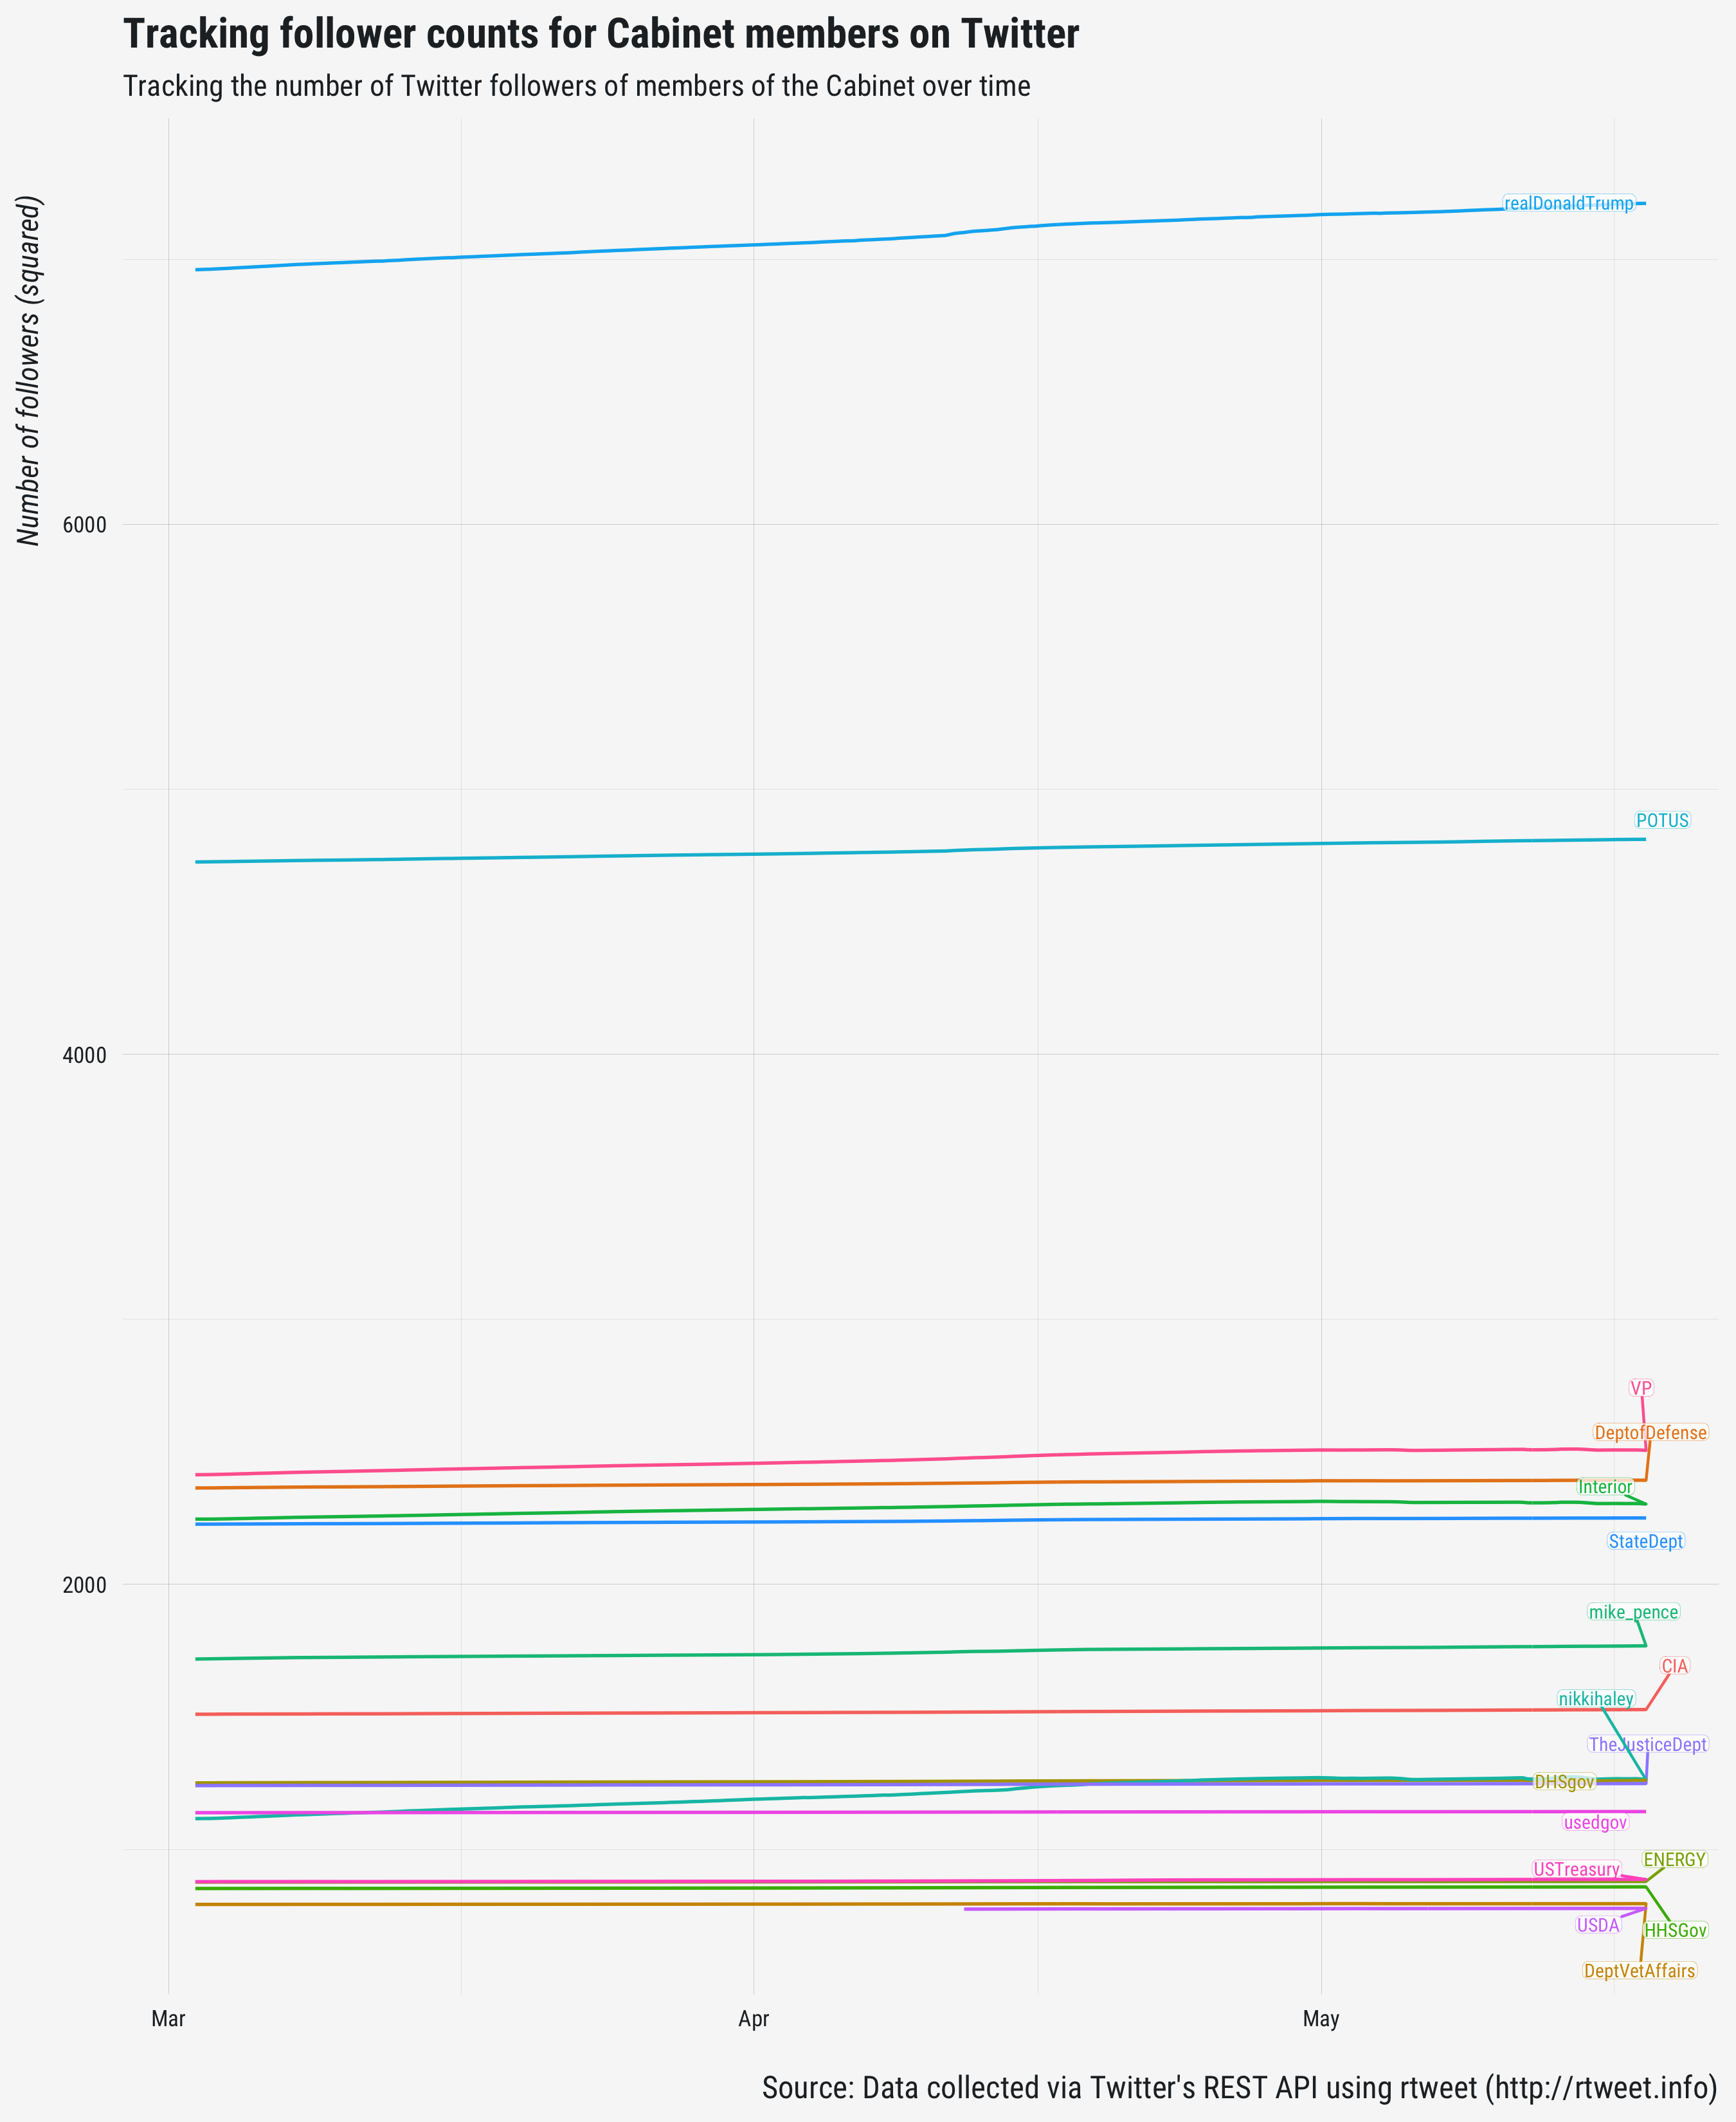 Tracking follower counts for Cabinet members on Twitter
Tracking the number of Twitter followers of members of the Cabinet over time
Number of followers (squared)
realDonaldTrump
6000
POTUS
4000
VP
DeptofDefense
Interior
StateDept
2000
mike_pence
CIA
nikkihaley
TheJusticeDept
DHSgov
usedgov
ENERGY
USTreasury
USDA
HHSGov
DeptVetAffairs
Mar Apr May
Source: Data collected via Twitter's REST API using rtweet (http://rtweet.info)